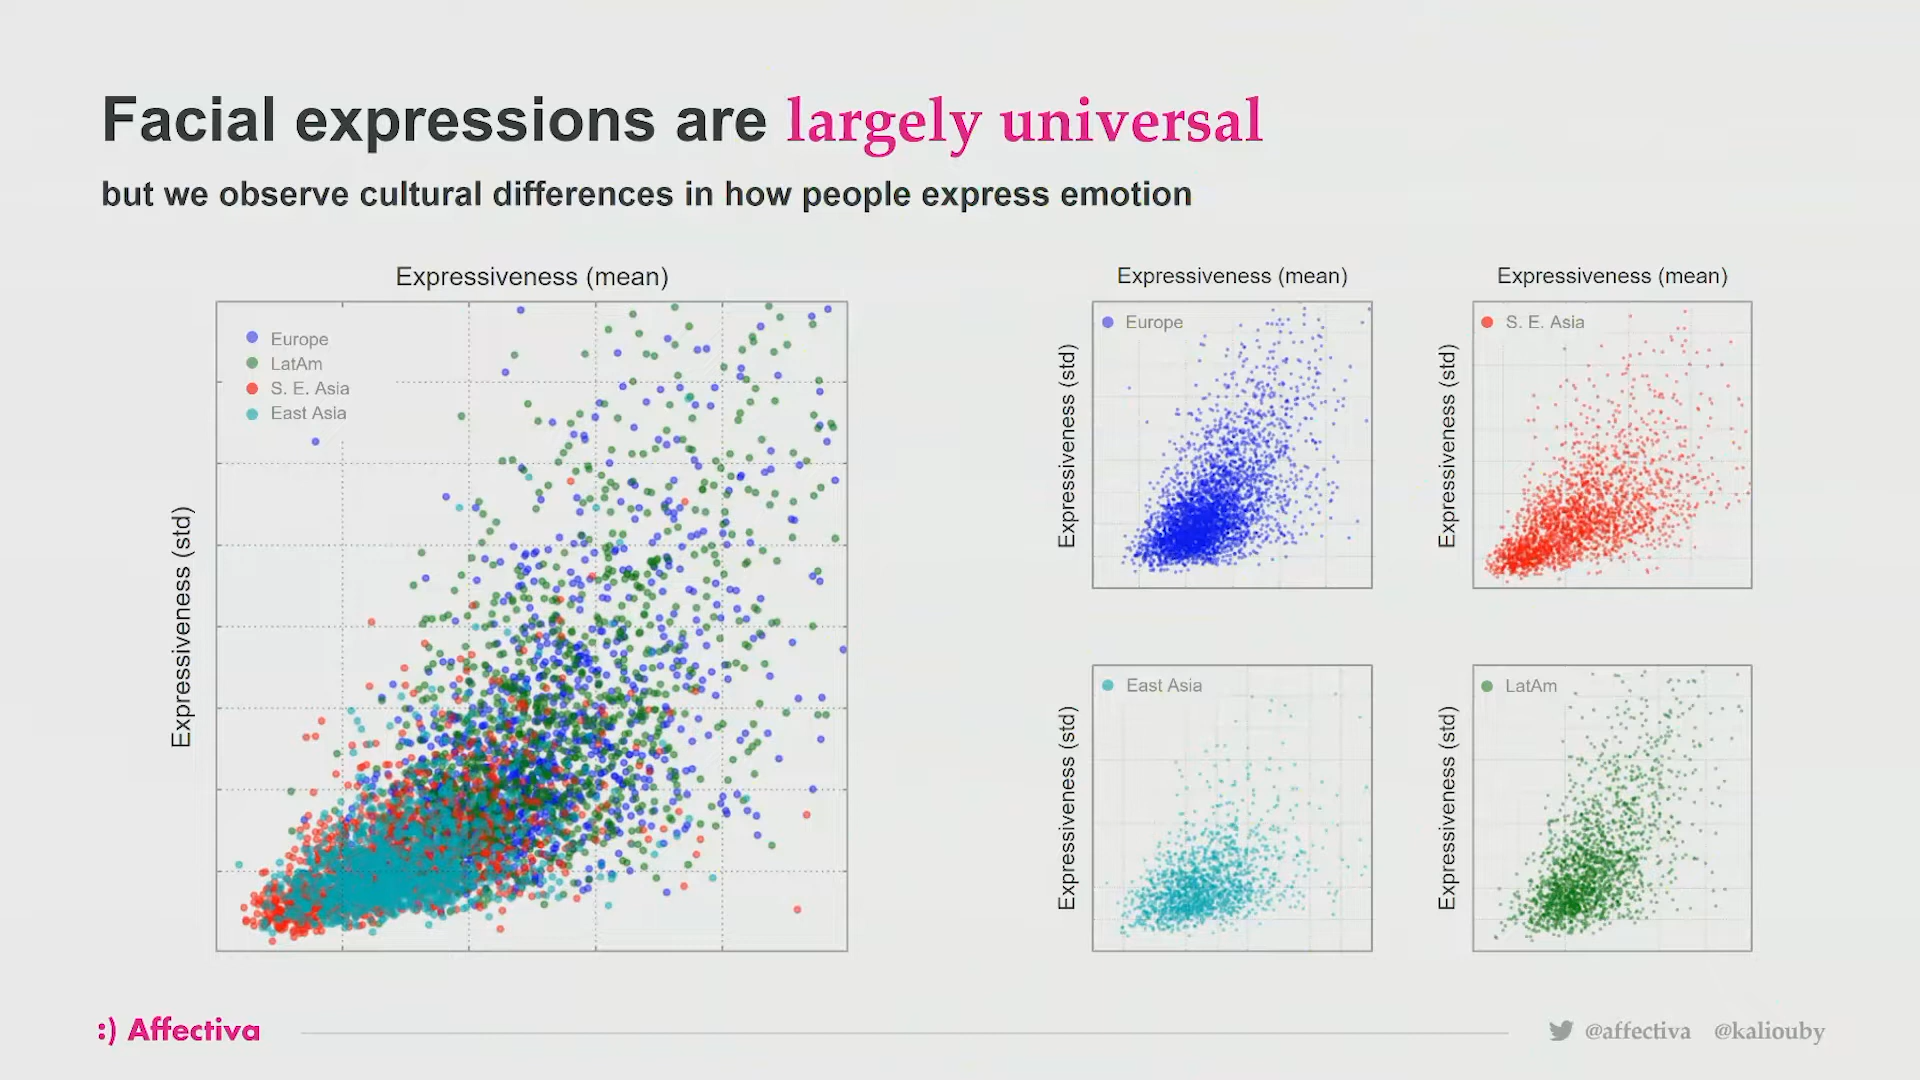 Facial expressions are largely universal
but we observe cultural differences in how people express emotion
Expressiveness (mean)
Europe
LatAm
S. E. Asia
East Asia
Expressiveness (std)
Expressiveness (mean)
Europe
Expressiveness (std)
Expressiveness (mean)
S. E. Asia
Expressiveness (std)
East Asia
Expressiveness (std)
LatAm
Expressiveness (std)
:) Affectiva
@affectiva @kaliouby